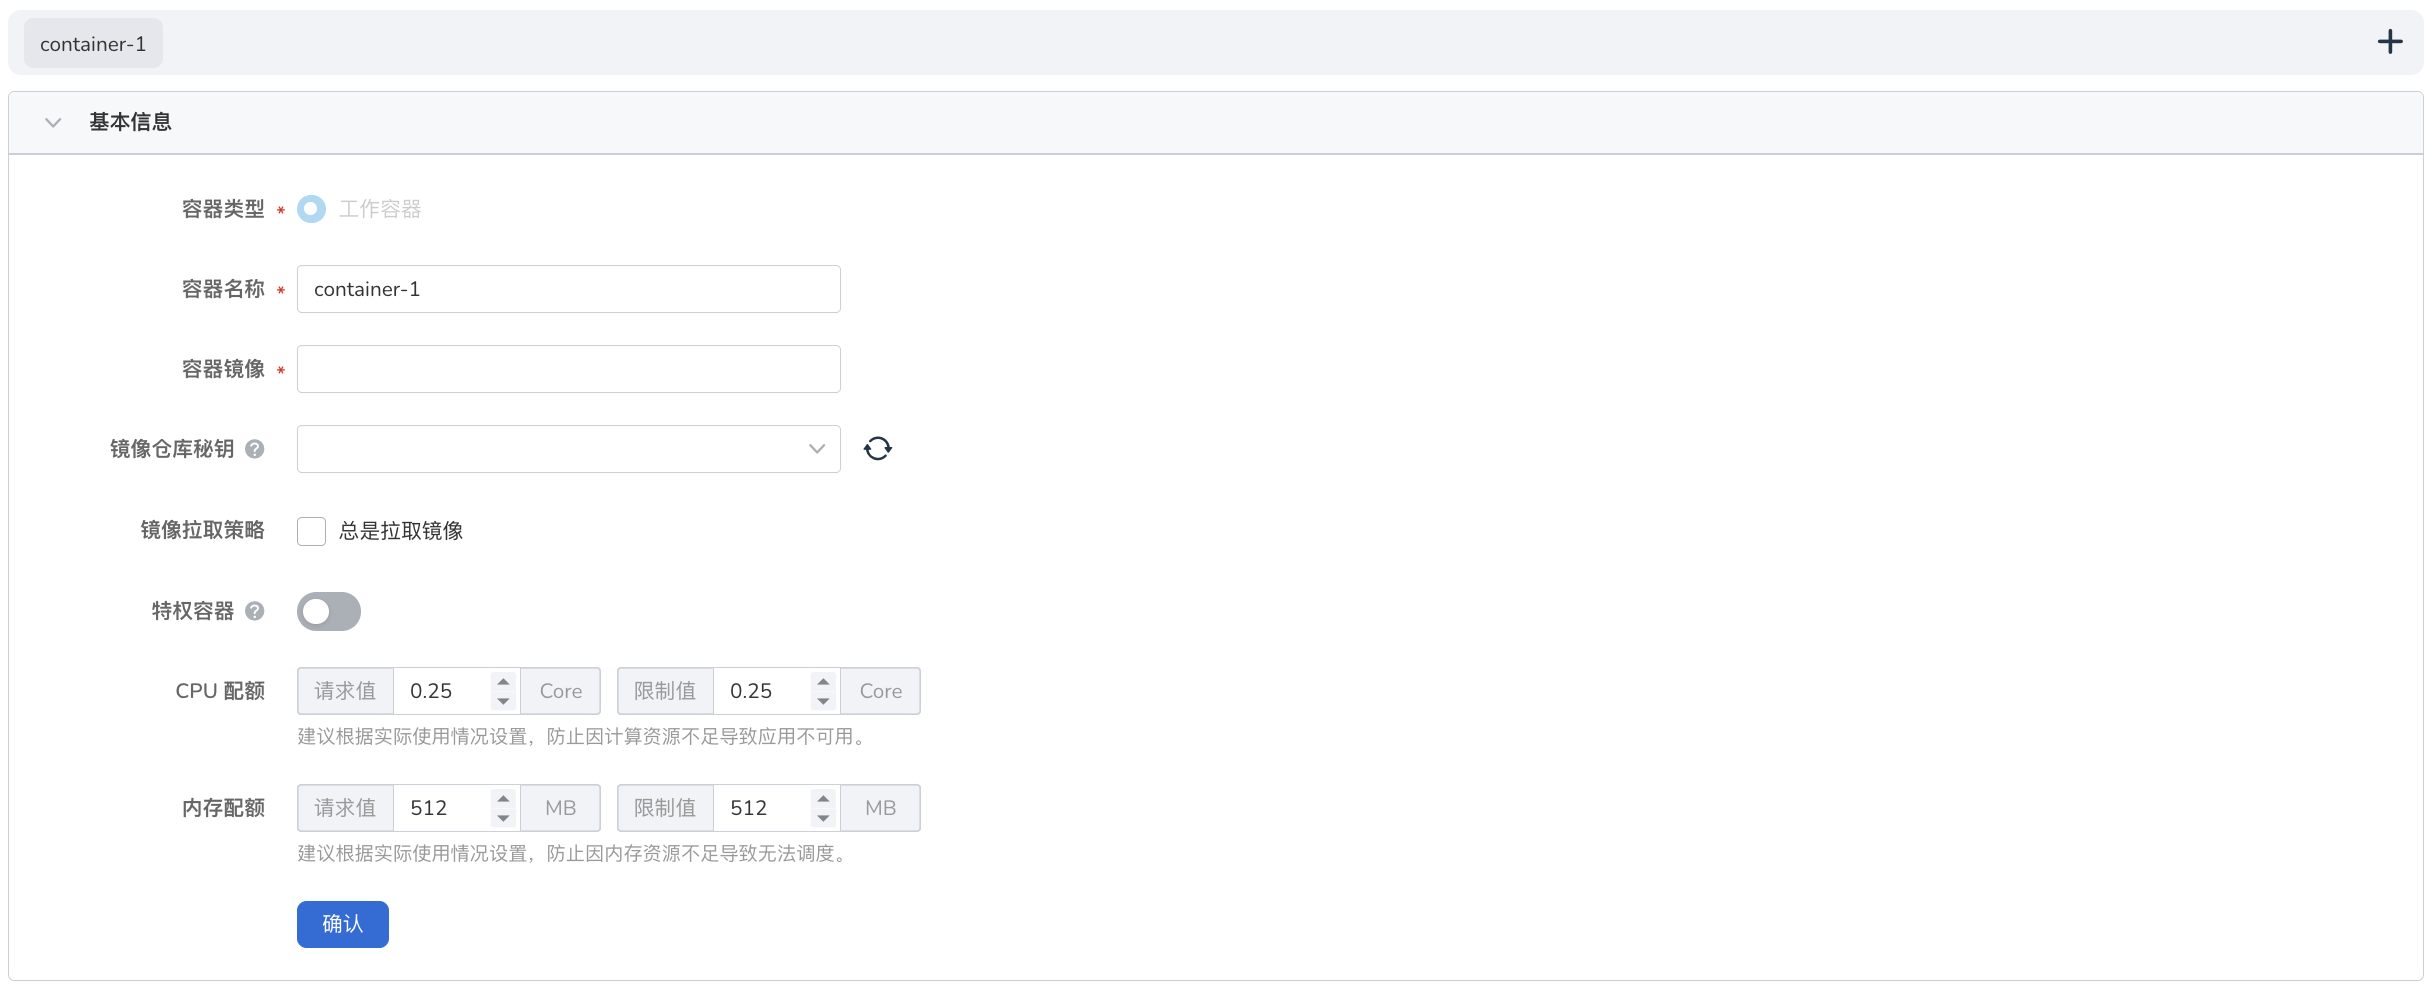 container-1
基本信息
容器类型 * 工作容器
容器名称 * container-1
容器镜像 *
镜像仓库秘钥 ?
镜像拉取策略 总是拉取镜像
特权容器 ?
CPU 配额 请求值 0.25 Core 限制值 0.25 Core
建议根据实际使用情况设置，防止因计算资源不足导致应用不可用。
内存配额 请求值 512 MB 限制值 512 MB
建议根据实际使用情况设置，防止因内存资源不足导致无法调度。
确认